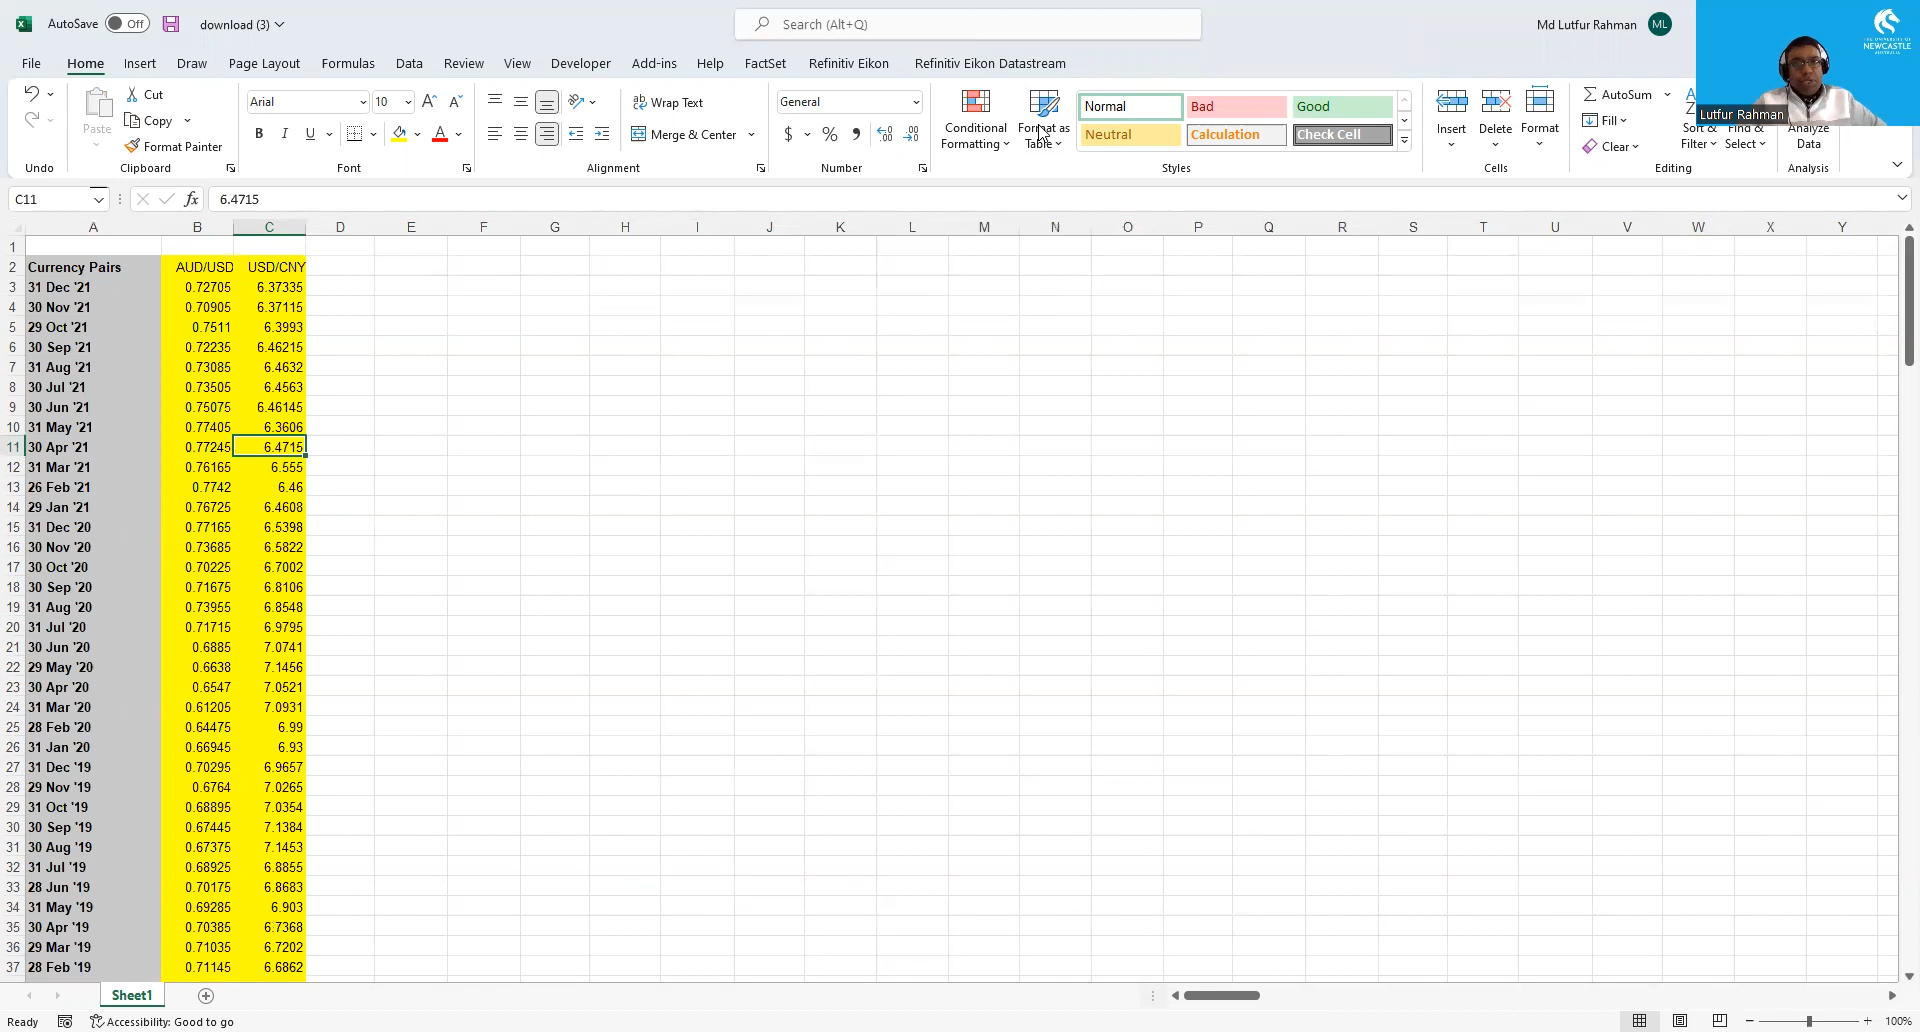 AutoSave Off download (3) Search (Alt+Q) Md Lutfur Rahman ML
THE UNIVERSITY OF
NEWCASTLE
AUSTRALIA
Lutfur Rahman
File Home Insert Draw Page Layout Formulas Data Review View Developer Add-ins Help FactSet Refinitiv Eikon Refinitiv Eikon Datastream
Paste Cut Copy Format Painter
Arial 10 A A B I U A
ab Wrap Text Merge & Center
General $ % ,
Conditional Formatting Format as Table
Normal Bad Good
Neutral Calculation Check Cell
Insert Delete Format
AutoSum Fill Clear Sort & Filter Find & Select Analyze Data
Undo Clipboard Font Alignment Number Styles Cells Editing Analysis
C11 fx 6.4715
A B C D E F G H I J K L M N O P Q R S T U V W X Y
1
2 Currency Pairs AUD/USD USD/CNY
3 31 Dec '21 0.72705 6.37335
4 30 Nov '21 0.70905 6.37115
5 29 Oct '21 0.7511 6.3993
6 30 Sep '21 0.72235 6.46215
7 31 Aug '21 0.73085 6.4632
8 30 Jul '21 0.73505 6.4563
9 30 Jun '21 0.75075 6.46145
10 31 May '21 0.77405 6.3606
11 30 Apr '21 0.77245 6.4715
12 31 Mar '21 0.76165 6.555
13 26 Feb '21 0.7742 6.46
14 29 Jan '21 0.76725 6.4608
15 31 Dec '20 0.77165 6.5398
16 30 Nov '20 0.73685 6.5822
17 30 Oct '20 0.70225 6.7002
18 30 Sep '20 0.71675 6.8106
19 31 Aug '20 0.73955 6.8548
20 31 Jul '20 0.71715 6.9795
21 30 Jun '20 0.6885 7.0741
22 29 May '20 0.6638 7.1456
23 30 Apr '20 0.6547 7.0521
24 31 Mar '20 0.61205 7.0931
25 28 Feb '20 0.64475 6.99
26 31 Jan '20 0.66945 6.93
27 31 Dec '19 0.70295 6.9657
28 29 Nov '19 0.6764 7.0265
29 31 Oct '19 0.68895 7.0354
30 30 Sep '19 0.67445 7.1384
31 30 Aug '19 0.67375 7.1453
32 31 Jul '19 0.68925 6.8855
33 28 Jun '19 0.70175 6.8683
34 31 May '19 0.69285 6.903
35 30 Apr '19 0.70385 6.7368
36 29 Mar '19 0.71035 6.7202
37 28 Feb '19 0.71145 6.6862
Sheet1
Ready Accessibility: Good to go 100%